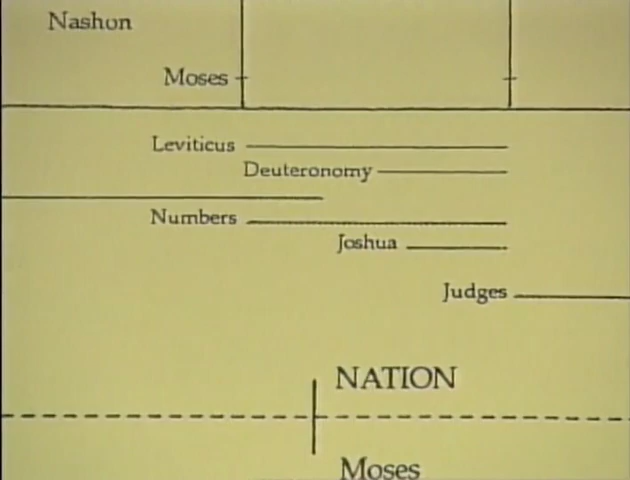 Nashon
Moses
Leviticus
Deuteronomy
Numbers
Joshua
Judges
NATION
Moses